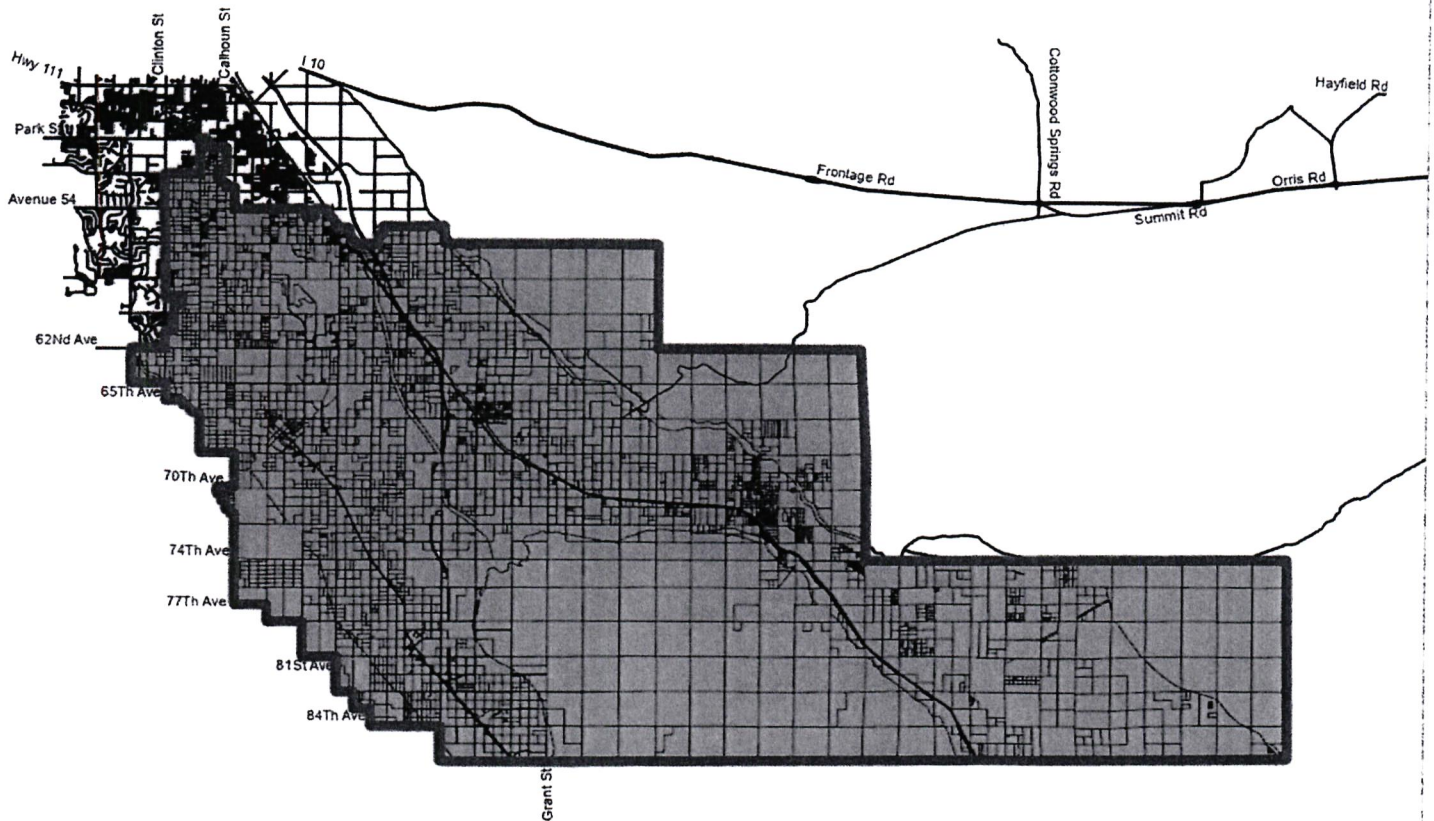 Clinton St
Calhoun St
Hwy 111
I 10
Cottonwood Springs Rd
Hayfield Rd
Park
Frontage Rd
Orris Rd
Avenue 54
Summit Rd
62Nd Ave
65Th Ave
70Th Ave
74Th Ave
77Th Ave
81St Ave
84Th Ave
Grant St